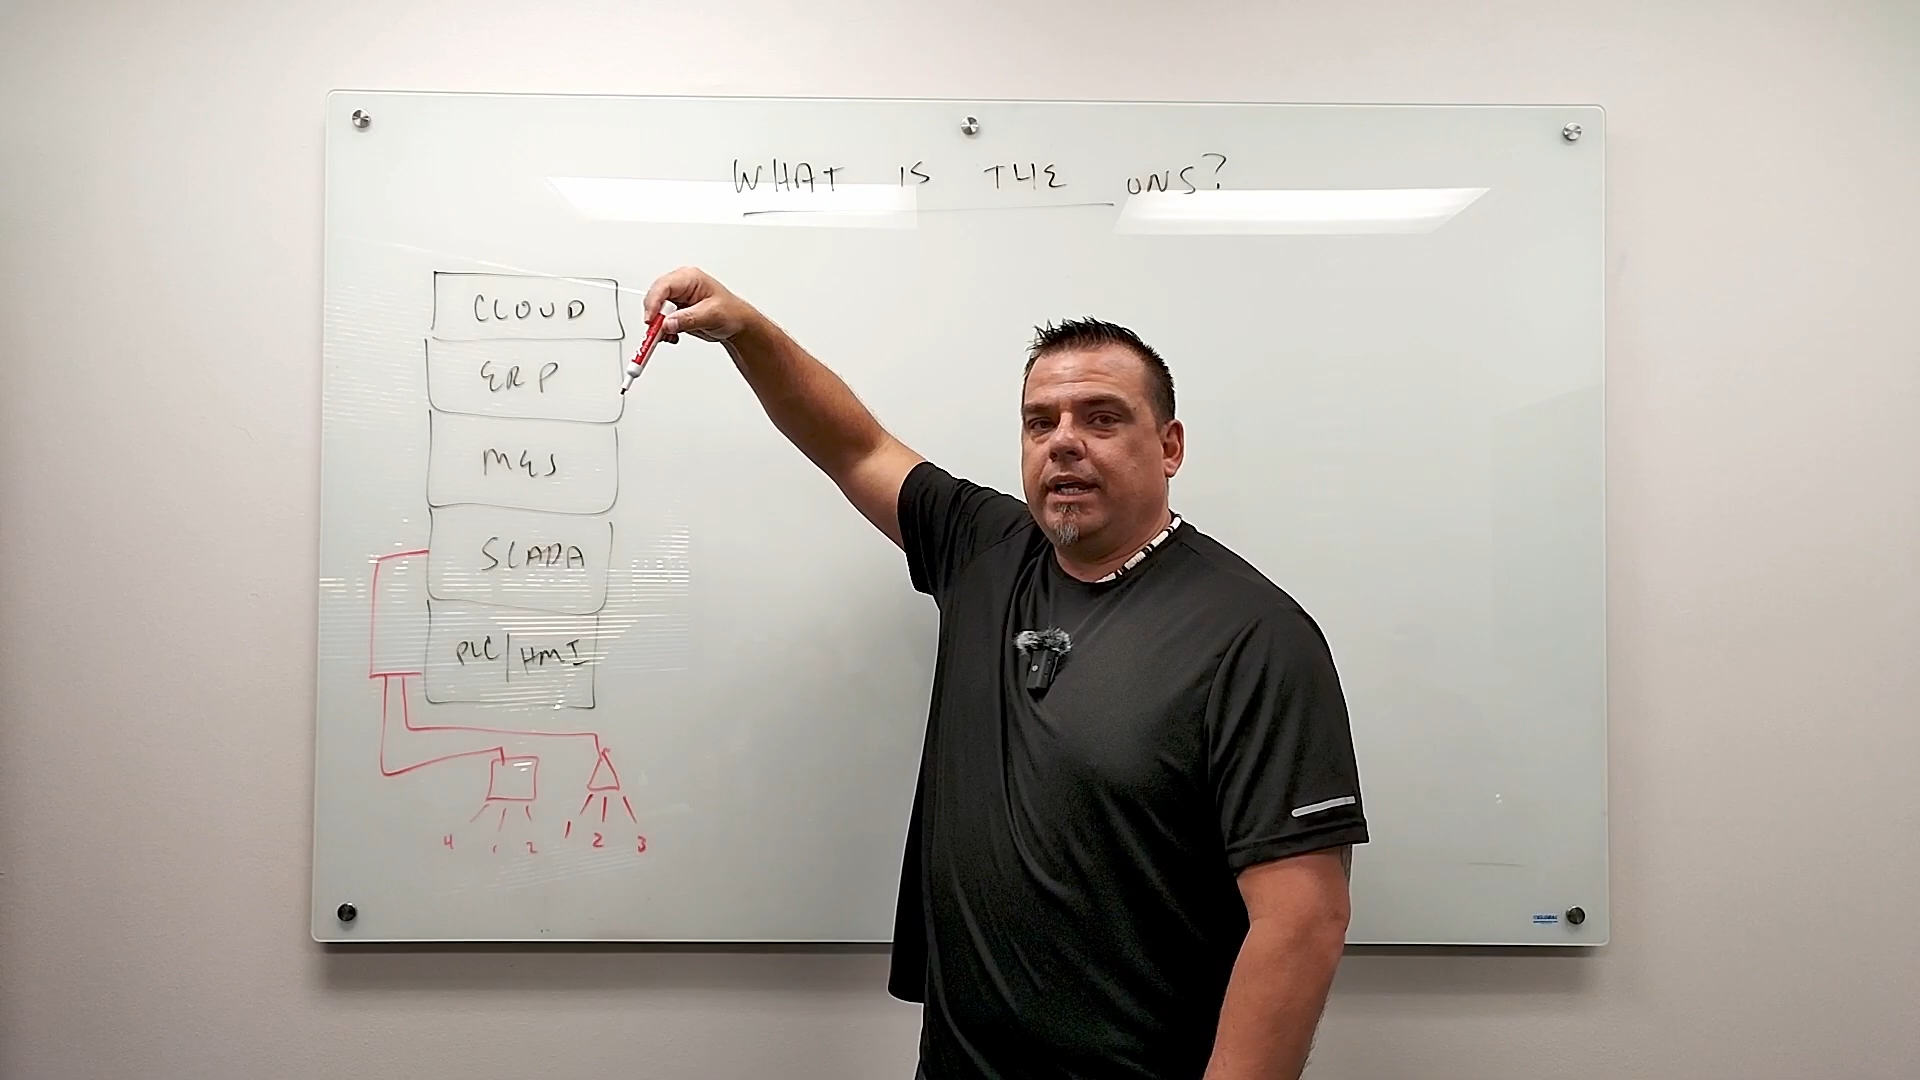 WHAT IS THE UNS?
CLOUD
ERP
MES
SCADA
PLC/HMI
4 1 2 1 2 3